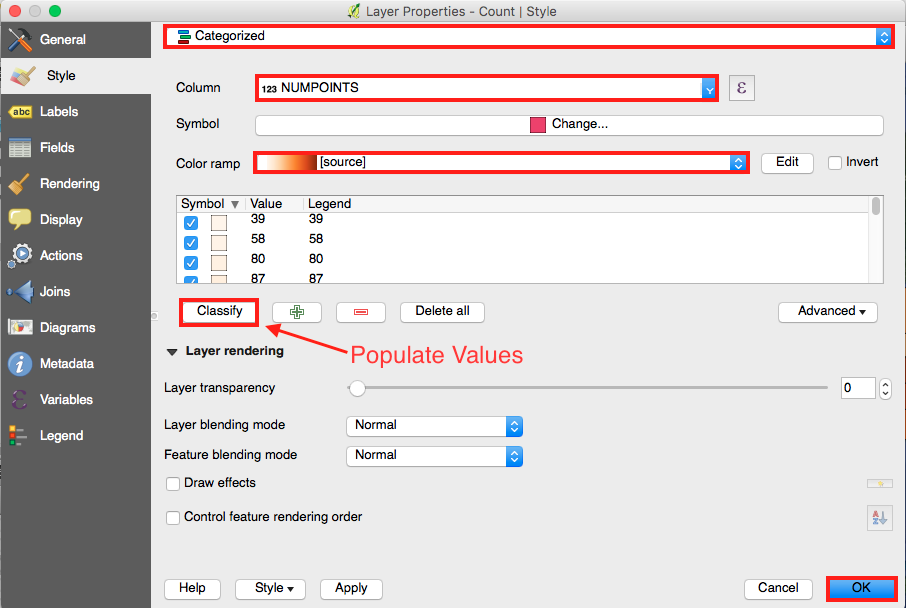 Layer Properties - Count | Style
General
Style
abc Labels
Fields
Rendering
Display
Actions
Joins
Diagrams
i Metadata
ε Variables
Legend
Categorized
Column 123 NUMPOINTS ε
Symbol Change...
Color ramp [source] Edit Invert
Symbol Value Legend
39 39
58 58
80 80
87 87
Classify Delete all Advanced
Populate Values
Layer rendering
Layer transparency 0
Layer blending mode Normal
Feature blending mode Normal
Draw effects
Control feature rendering order A Z
Help Style Apply Cancel OK